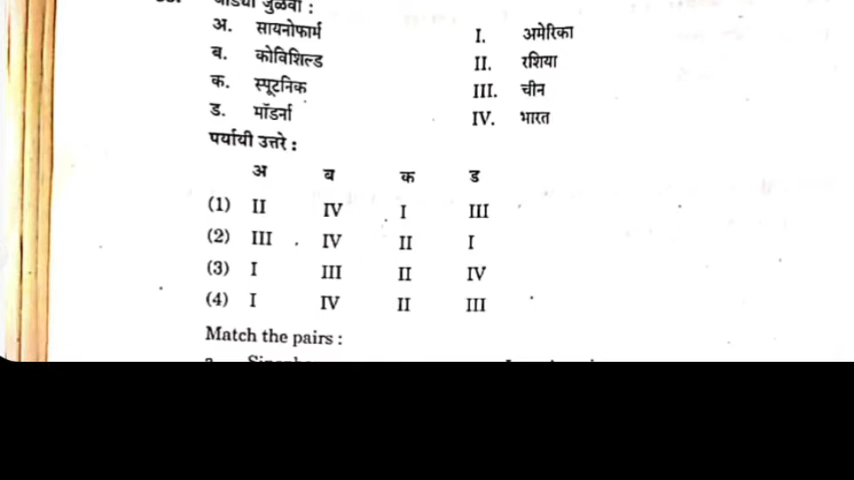 जोड्या जुळवा :
अ. सायनोफार्म I. अमेरिका
ब. कोविशिल्ड II. रशिया
क. स्पूटनिक III. चीन
ड. मॉडर्ना IV. भारत
पर्यायी उत्तरे :
अ ब क ड
(1) II IV I III
(2) III IV II I
(3) I III II IV
(4) I IV II III
Match the pairs :